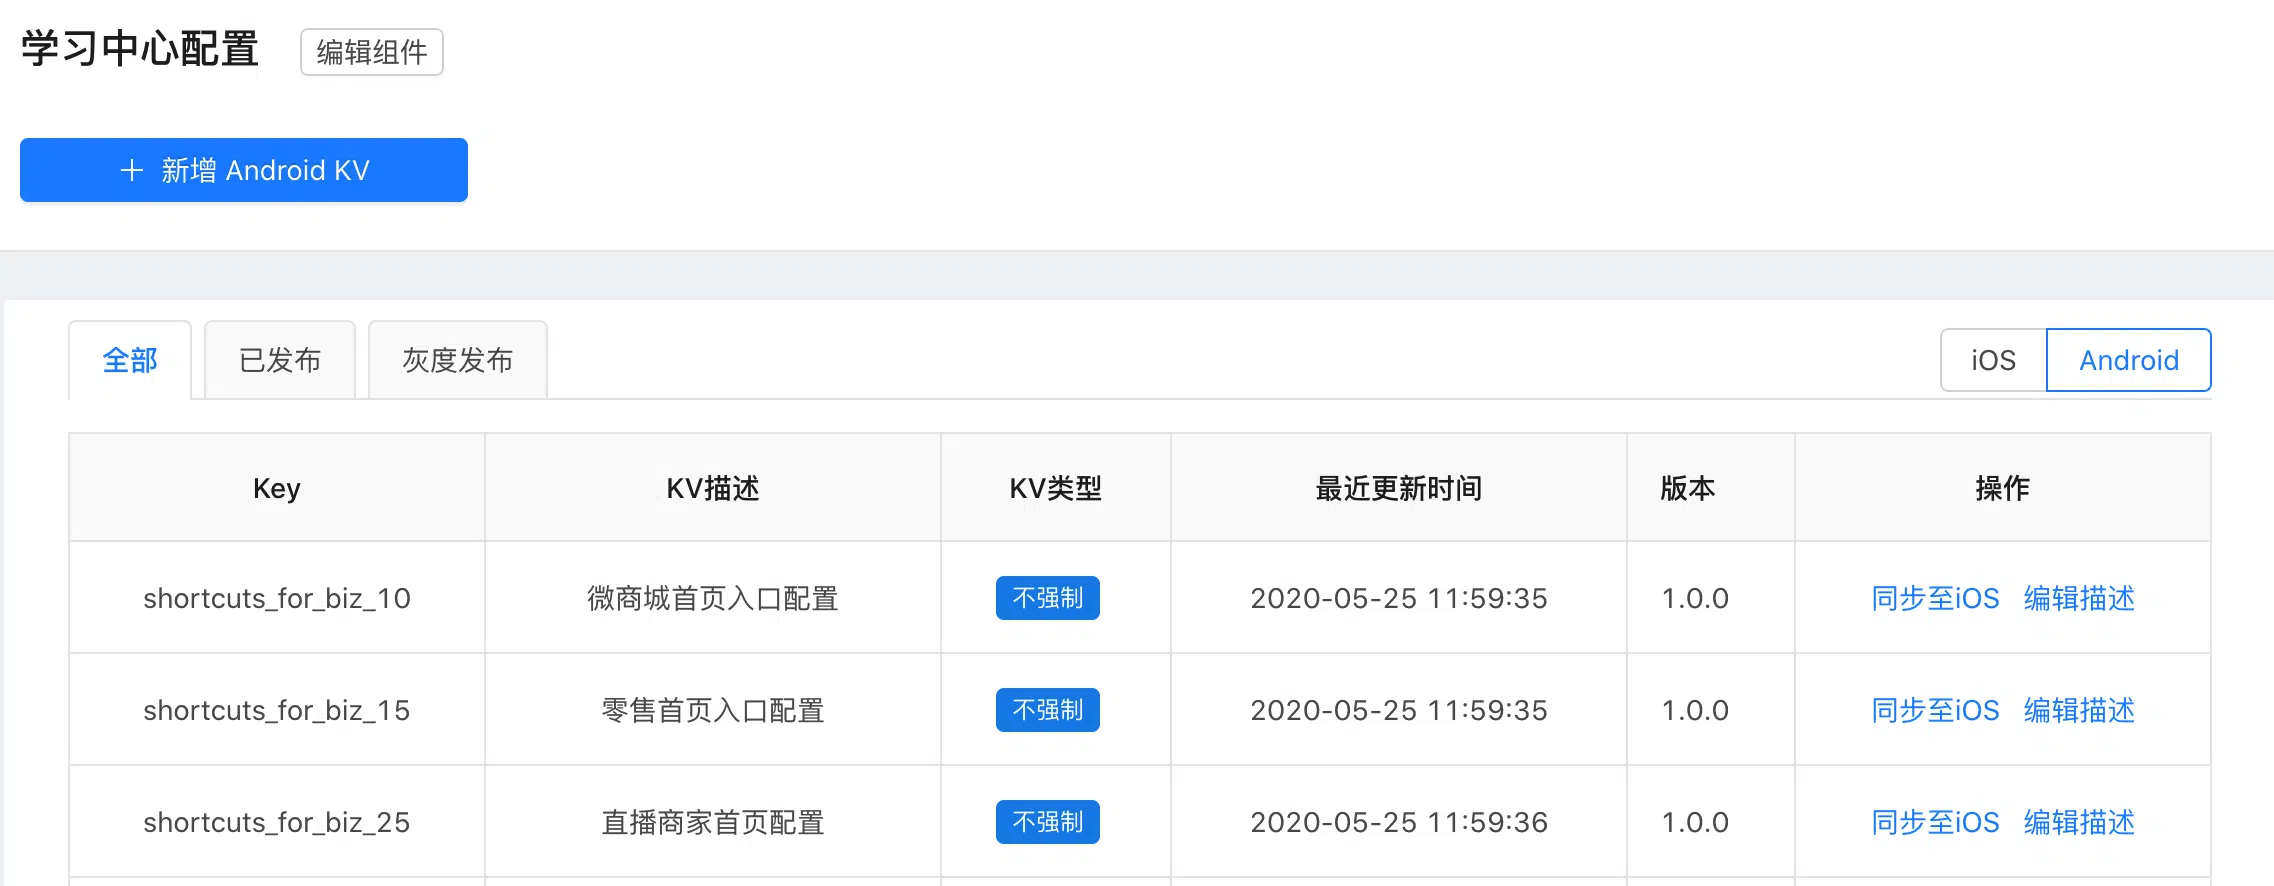 学习中心配置 编辑组件
+ 新增 Android KV
全部 已发布 灰度发布 iOS Android
Key KV描述 KV类型 最近更新时间 版本 操作
shortcuts_for_biz_10 微商城首页入口配置 不强制 2020-05-25 11:59:35 1.0.0 同步至iOS 编辑描述
shortcuts_for_biz_15 零售首页入口配置 不强制 2020-05-25 11:59:35 1.0.0 同步至iOS 编辑描述
shortcuts_for_biz_25 直播商家首页配置 不强制 2020-05-25 11:59:36 1.0.0 同步至iOS 编辑描述